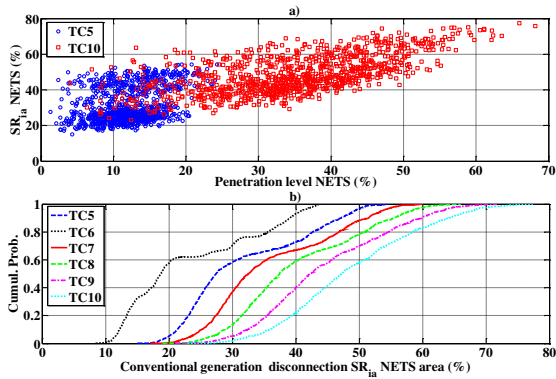 a)
80
60
40
20
0
SR_ia NETS (%)
TC5
TC10
0 10 20 30 40 50 60 70
Penetration level NETS (%)
b)
1
0.8
0.6
0.4
0.2
0
Cumul. Prob.
TC5
TC6
TC7
TC8
TC9
TC10
0 10 20 30 40 50 60 70 80
Conventional generation disconnection SR_ia NETS area (%)